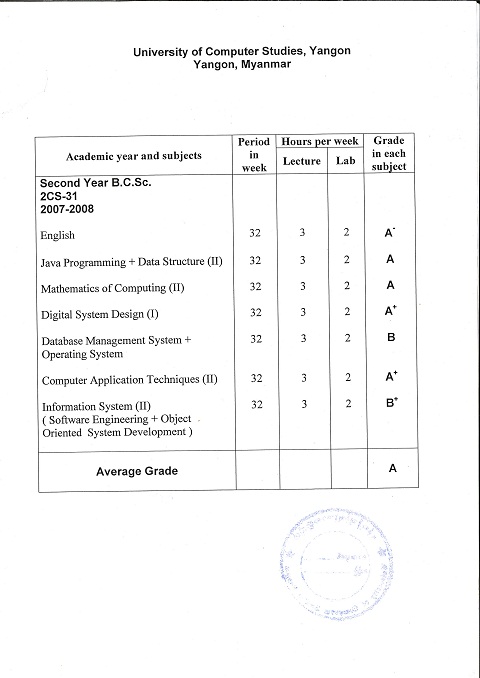 University of Computer Studies, Yangon
Yangon, Myanmar
Academic year and subjects Period in week Hours per week Grade in each subject
Lecture Lab
Second Year B.C.Sc.
2CS-31
2007-2008
English 32 3 2 A-
Java Programming + Data Structure (II) 32 3 2 A
Mathematics of Computing (II) 32 3 2 A
Digital System Design (I) 32 3 2 A+
Database Management System + 32 3 2 B
Operating System
Computer Application Techniques (II) 32 3 2 A+
Information System (II) 32 3 2 B+
( Software Engineering + Object
Oriented System Development )
Average Grade A